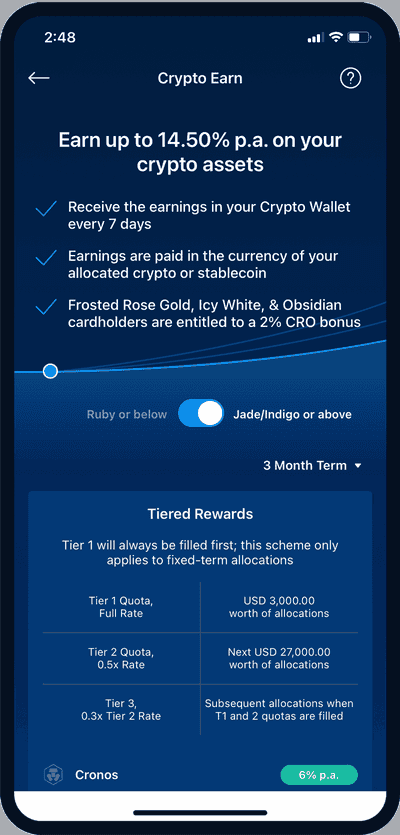 2:48
Crypto Earn
?
Earn up to 14.50% p.a. on your
crypto assets
Receive the earnings in your Crypto Wallet
every 7 days
Earnings are paid in the currency of your
allocated crypto or stablecoin
Frosted Rose Gold, Icy White, & Obsidian
cardholders are entitled to a 2% CRO bonus
Ruby or below
Jade/Indigo or above
3 Month Term
Tiered Rewards
Tier 1 will always be filled first; this scheme only
applies to fixed-term allocations
Tier 1 Quota,
Full Rate
USD 3,000.00
worth of allocations
Tier 2 Quota,
0.5x Rate
Next USD 27,000.00
worth of allocations
Tier 3,
0.3x Tier 2 Rate
Subsequent allocations when
T1 and 2 quotas are filled
Cronos
6% p.a.